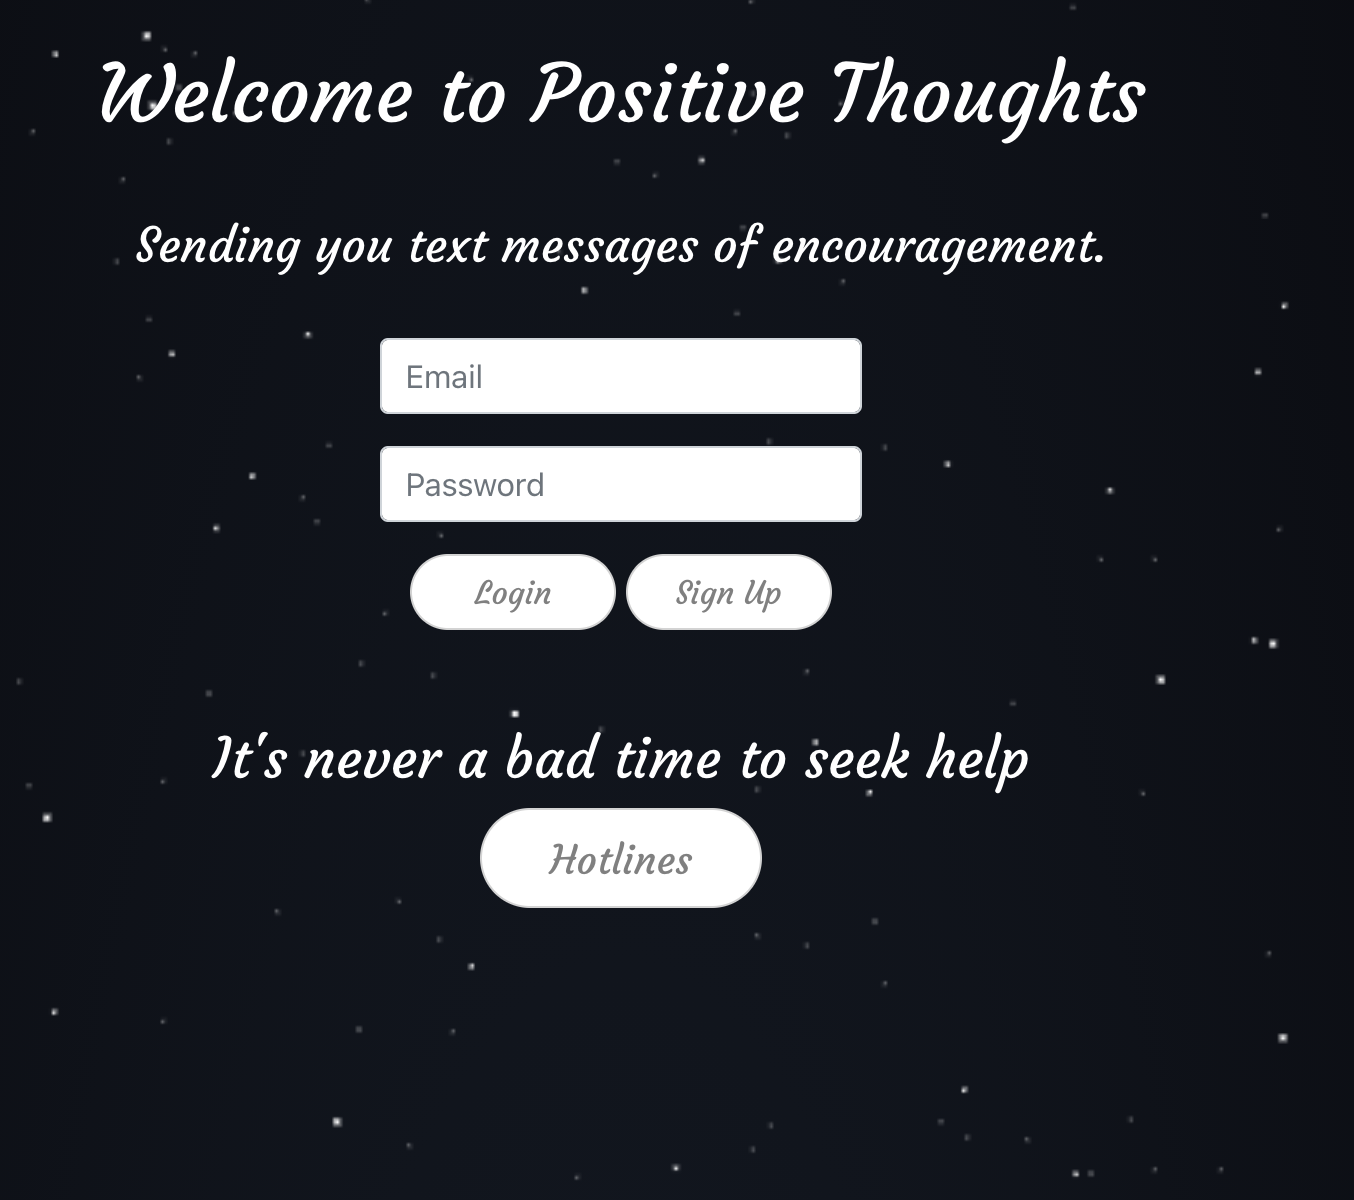 Welcome to Positive Thoughts
Sending you text messages of encouragement.
Email
Password
Login Sign Up
It's never a bad time to seek help
Hotlines